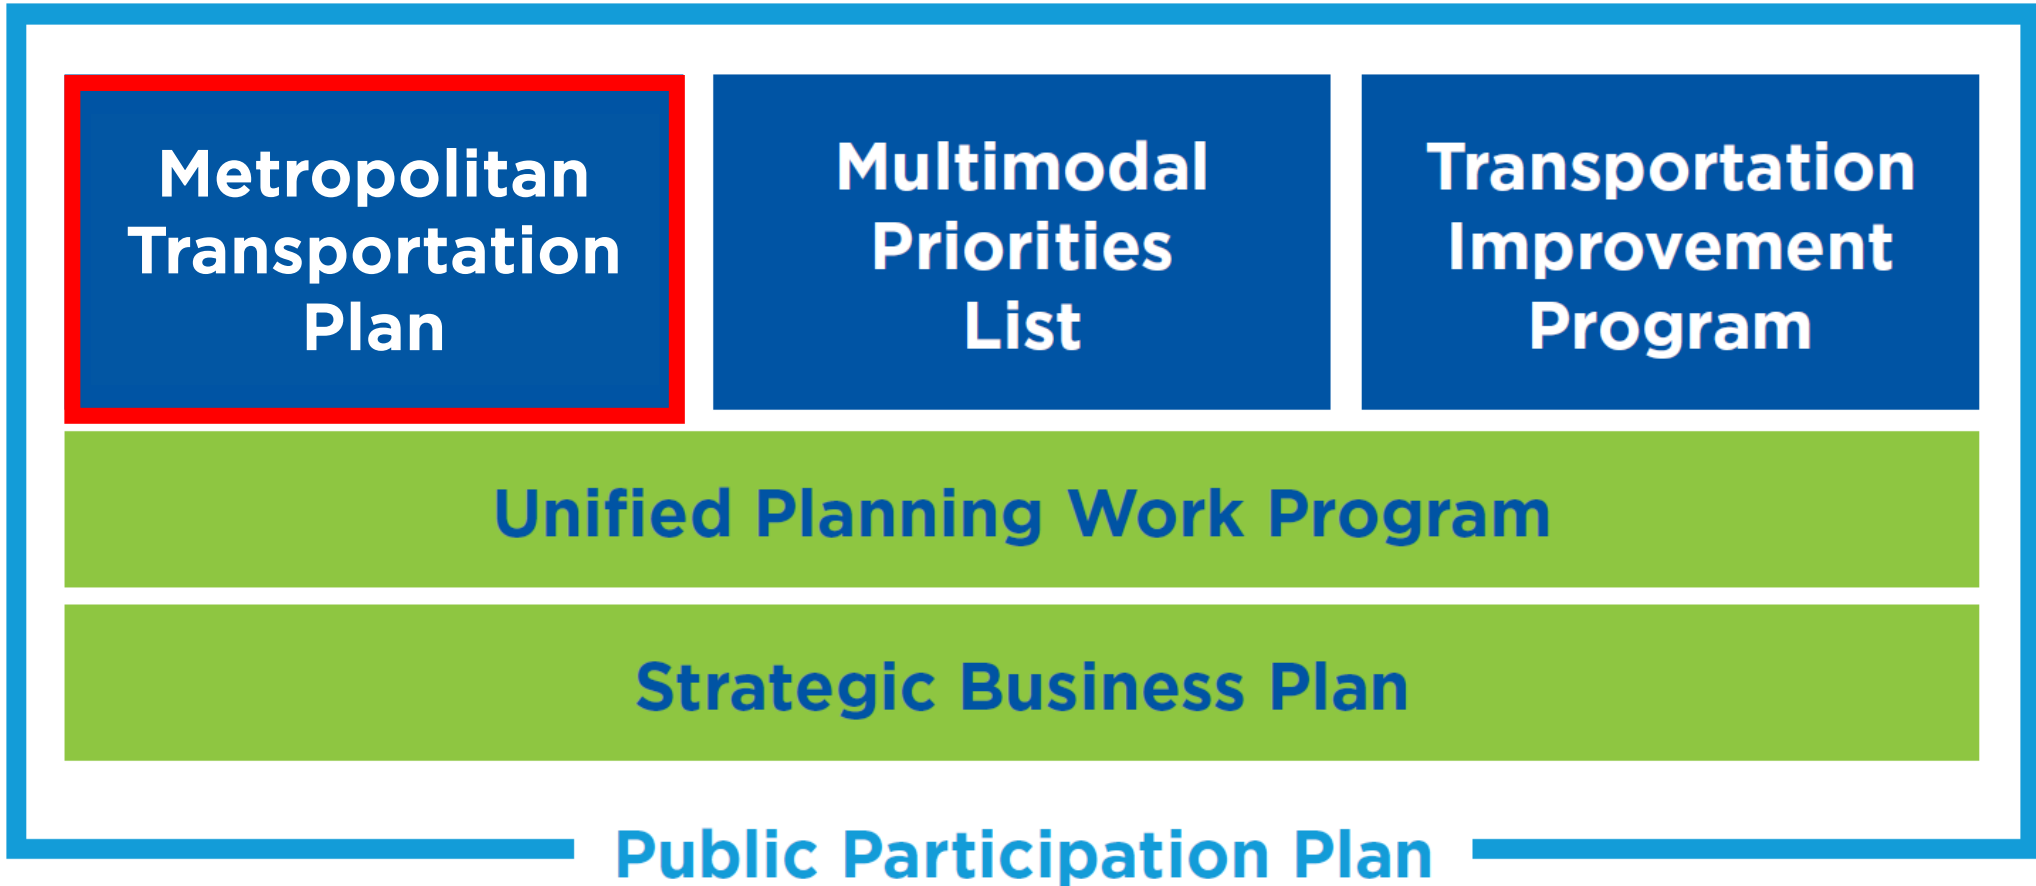 Metropolitan
Transportation
Plan
Multimodal
Priorities
List
Transportation
Improvement
Program
Unified Planning Work Program
Strategic Business Plan
Public Participation Plan